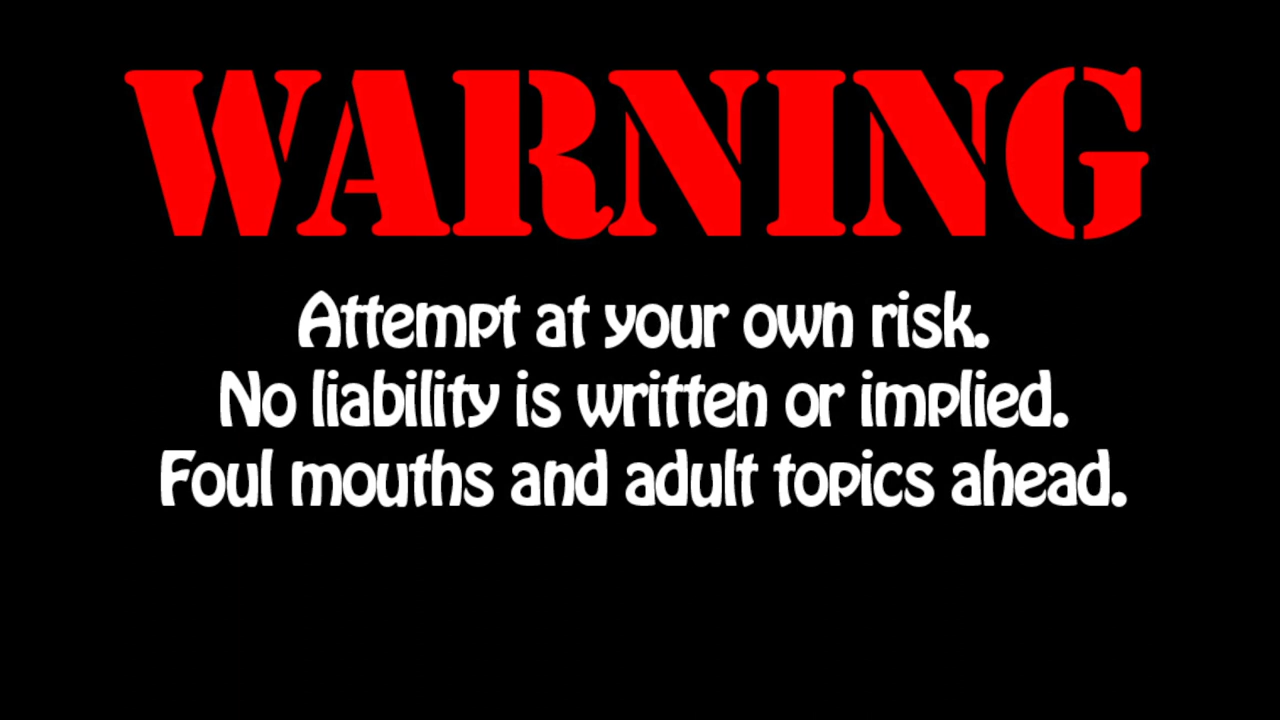 WARNING
Attempt at your own risk.
No liability is written or implied.
Foul mouths and adult topics ahead.